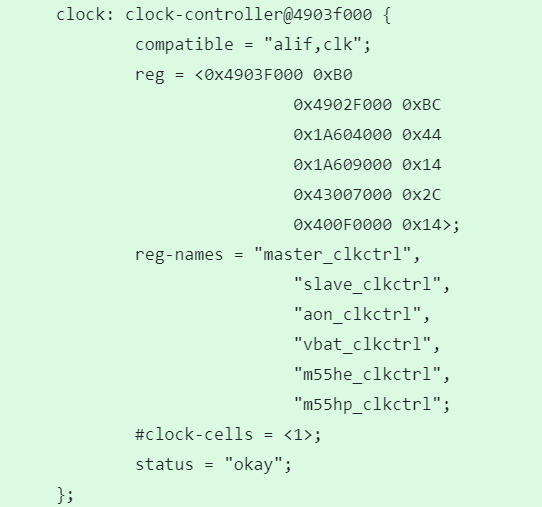 clock: clock-controller@4903f000 {
compatible = "alif,clk";
reg = <0x4903F000 0xB0
0x4902F000 0xBC
0x1A604000 0x44
0x1A609000 0x14
0x43007000 0x2C
0x400F0000 0x14>;
reg-names = "master_clkctrl",
"slave_clkctrl",
"aon_clkctrl",
"vbat_clkctrl",
"m55he_clkctrl",
"m55hp_clkctrl";
#clock-cells = <1>;
status = "okay";
};